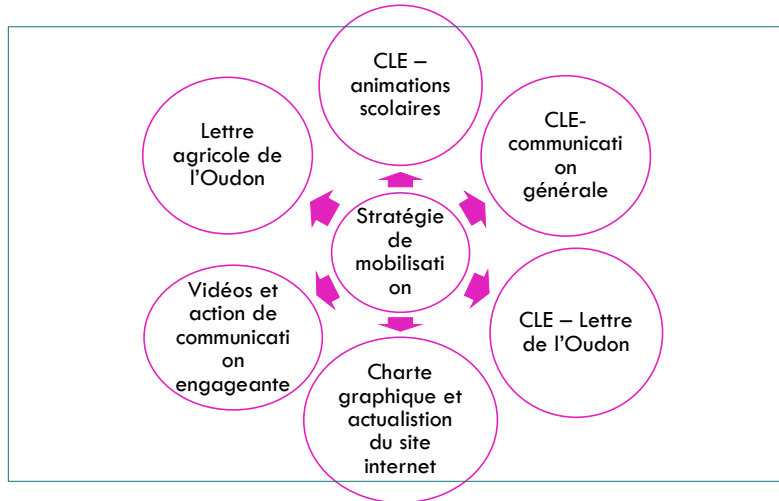 CLE –
animations
scolaires
CLE-
communicati
on
générale
CLE – Lettre
de l’Oudon
Charte
graphique et
actualistion
du site
internet
Vidéos et
action de
communicati
on
engageante
Lettre
agricole de
l’Oudon
Stratégie
de
mobilisati
on